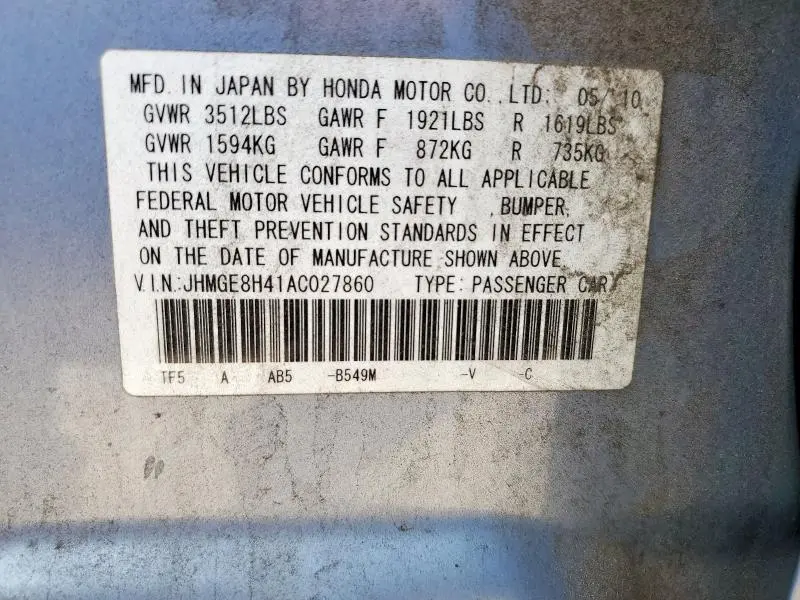 MFD. IN JAPAN BY HONDA MOTOR CO., LTD. 05/10
GVWR 3512LBS GAWR F 1921LBS R 1619LBS
GVWR 1594KG GAWR F 872KG R 735KG
THIS VEHICLE CONFORMS TO ALL APPLICABLE
FEDERAL MOTOR VEHICLE SAFETY , BUMPER,
AND THEFT PREVENTION STANDARDS IN EFFECT
ON THE DATE OF MANUFACTURE SHOWN ABOVE.
V.I.N.:JHMGE8H41AC027860 TYPE: PASSENGER CAR
TF5 A AB5 -B549M -V -C